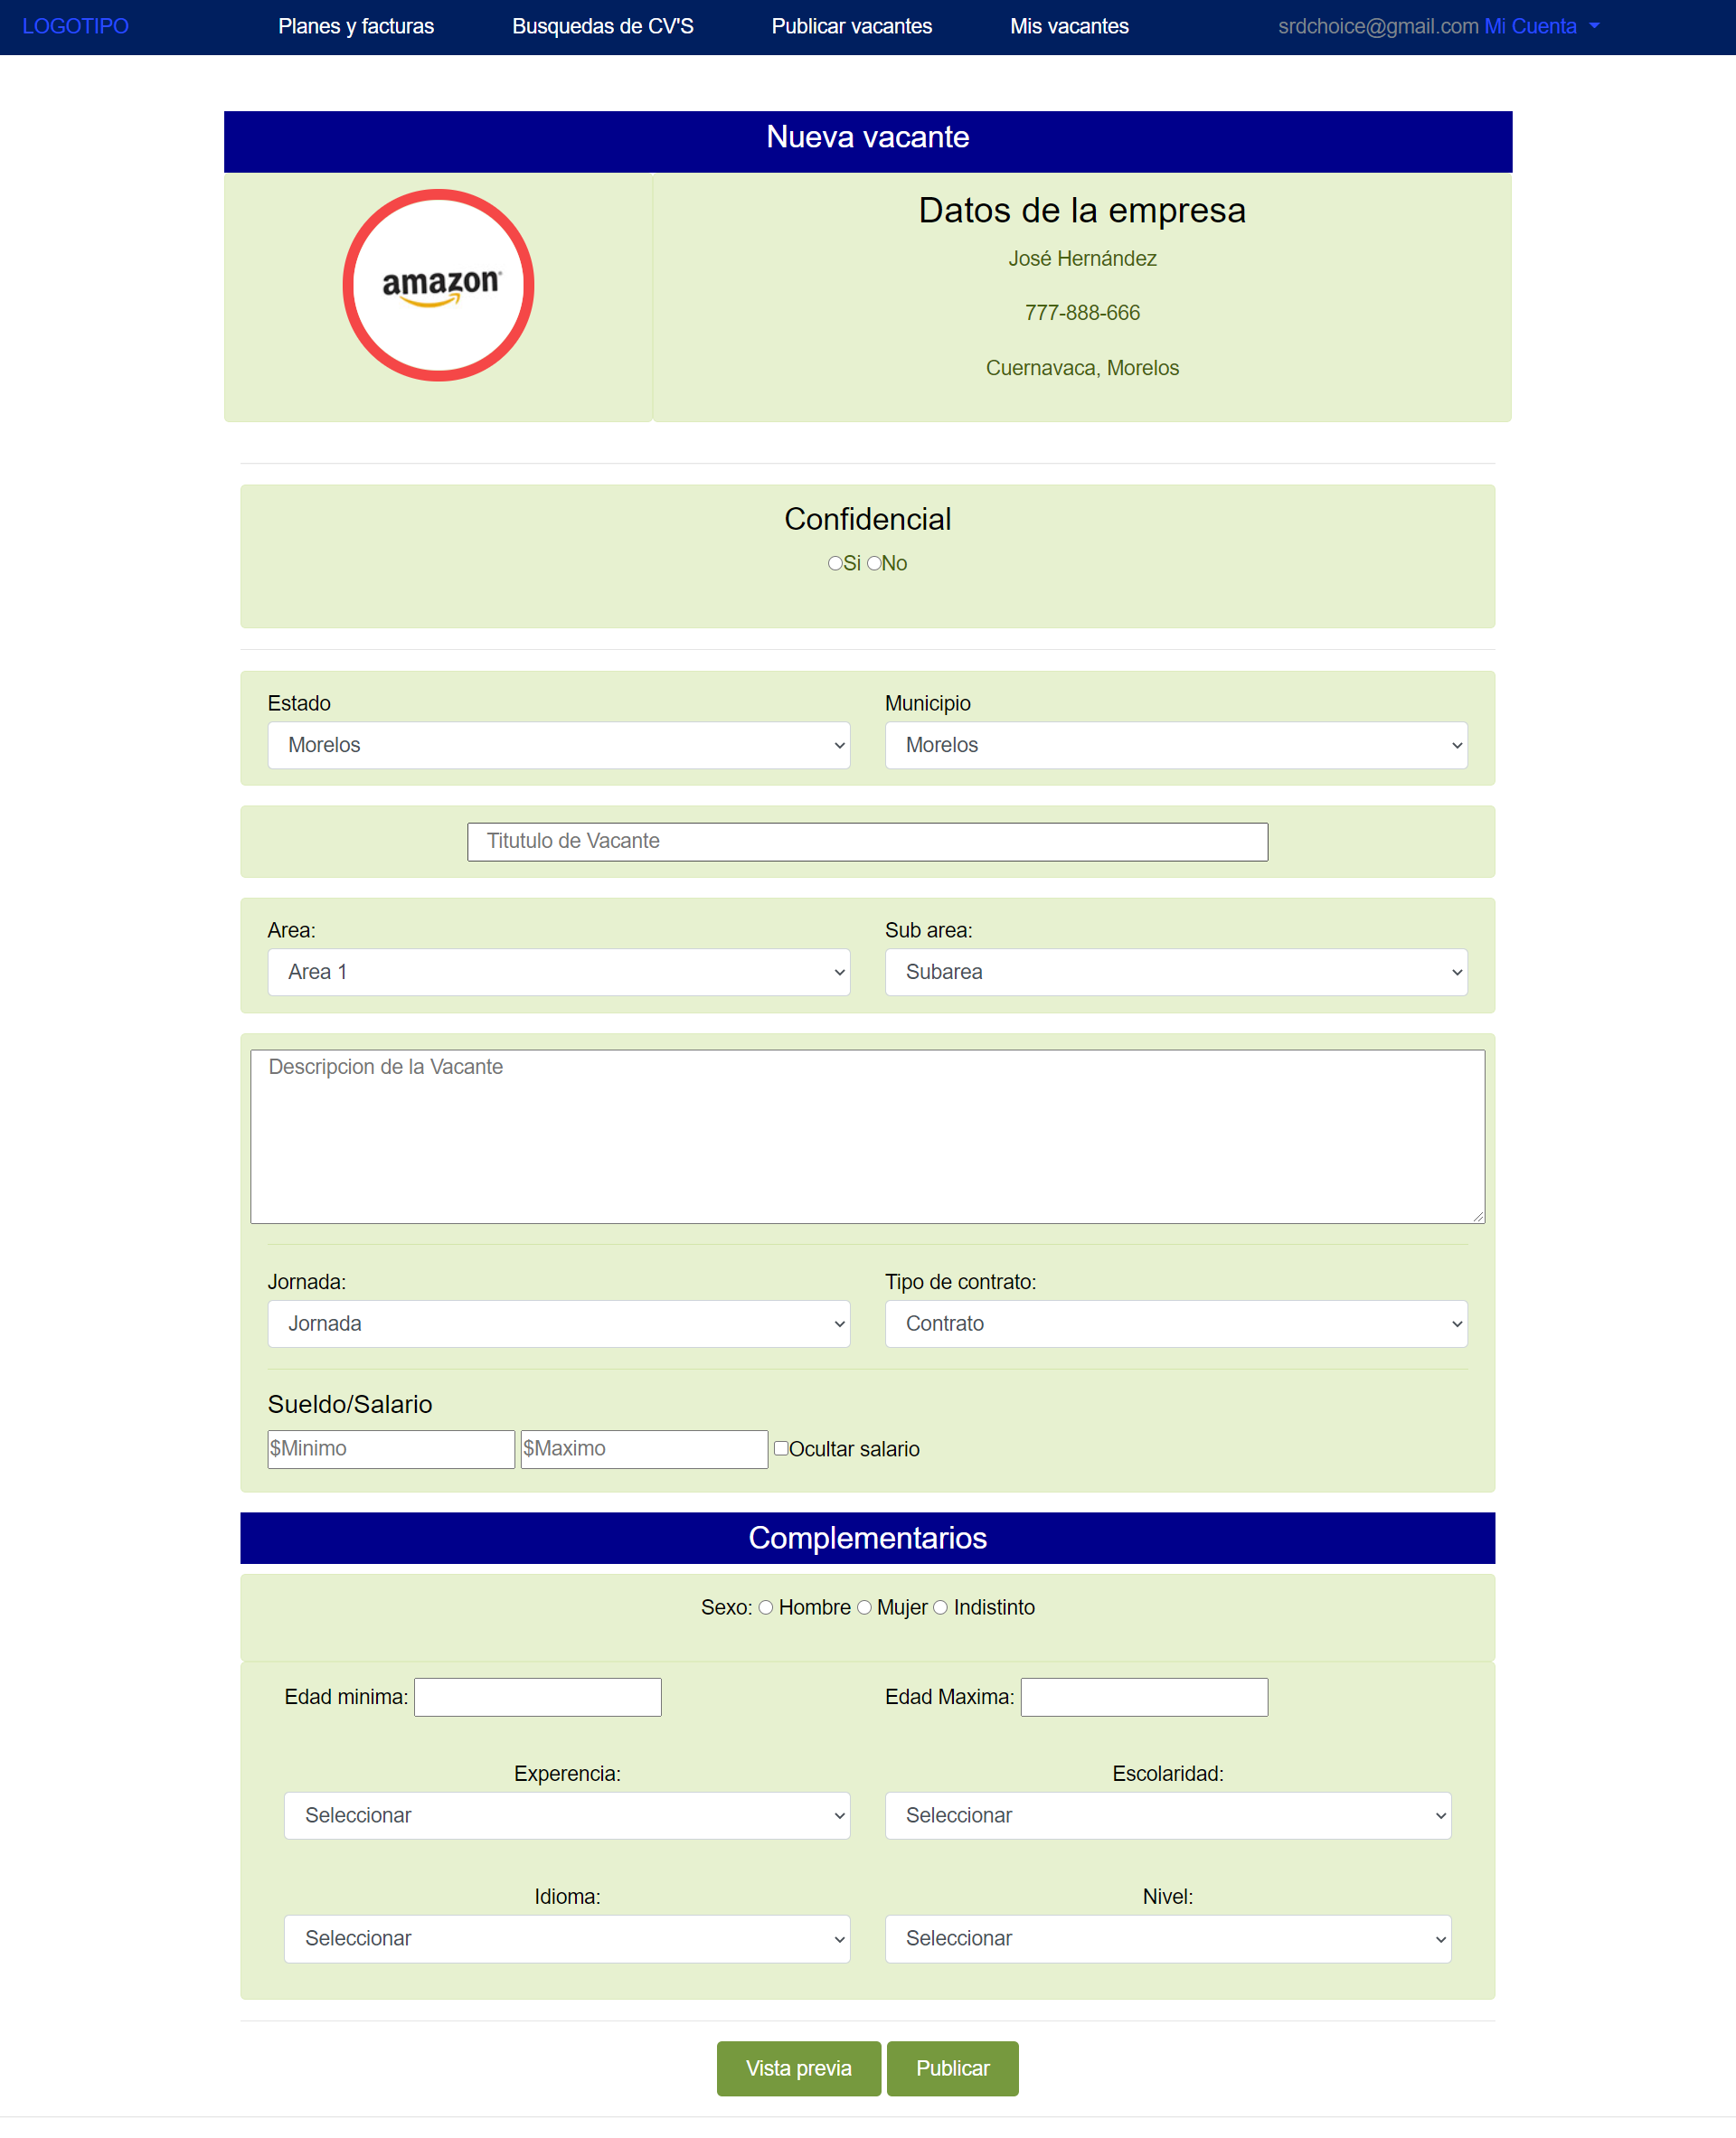 LOGOTIPO Planes y facturas Busquedas de CV'S Publicar vacantes Mis vacantes srdchoice@gmail.com Mi Cuenta
Nueva vacante
amazon
Datos de la empresa
José Hernández
777-888-666
Cuernavaca, Morelos
Confidencial
Si No
Estado Municipio
Morelos Morelos
Titutulo de Vacante
Area: Sub area:
Area 1 Subarea
Descripcion de la Vacante
Jornada: Tipo de contrato:
Jornada Contrato
Sueldo/Salario
$Minimo $Maximo Ocultar salario
Complementarios
Sexo: Hombre Mujer Indistinto
Edad minima: Edad Maxima:
Experencia: Escolaridad:
Seleccionar Seleccionar
Idioma: Nivel:
Seleccionar Seleccionar
Vista previa Publicar